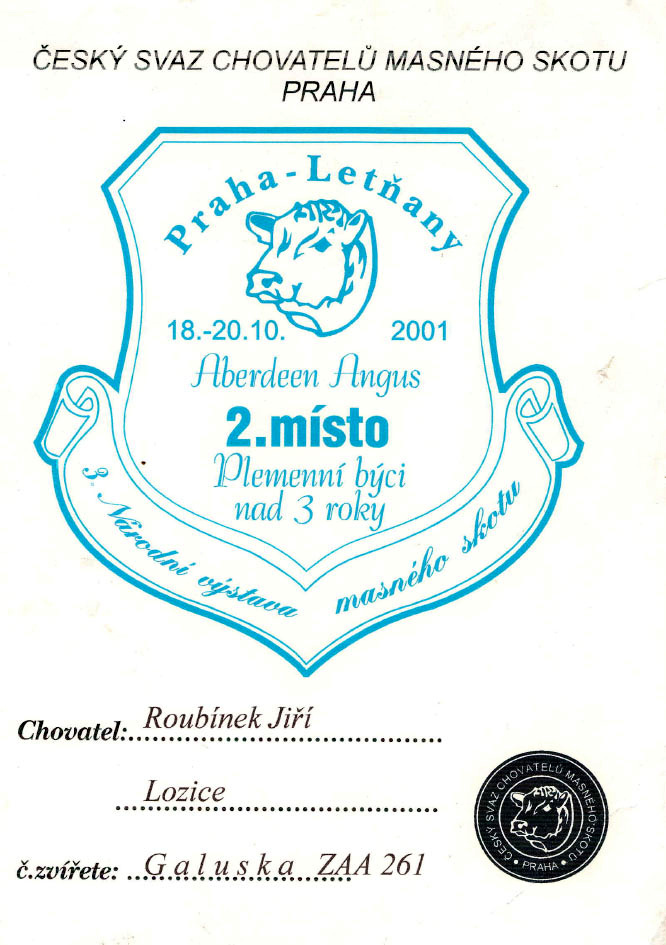 ČESKÝ SVAZ CHOVATELŮ MASNÉHO SKOTU
PRAHA
Praha-Letňany
18.-20.10. 2001
Aberdeen Angus
2.místo
Plemenní býci
nad 3 roky
3. Národní výstava masného skotu
Chovatel: Roubínek Jiří
Lozice
č.zvířete: Galuska ZAA 261
ČESKÝ SVAZ CHOVATELŮ MASNÉHO SKOTU
• PRAHA •